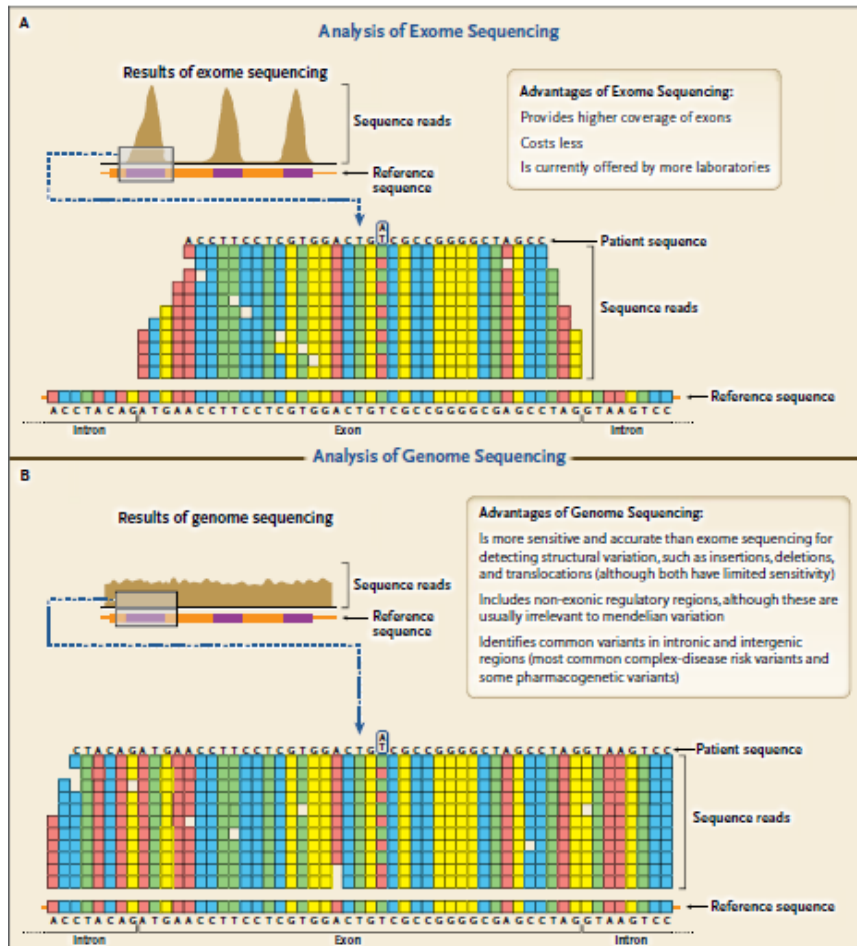 A
Analysis of Exome Sequencing
Results of exome sequencing
Sequence reads
Reference
sequence
Advantages of Exome Sequencing:
Provides higher coverage of exons
Costs less
Is currently offered by more laboratories
A
ACCTTCCTCGTGGACTGTCGCCGGGGCTAGCC
Patient sequence
Sequence reads
Reference sequence
ACCTACAGATGAACCTTCCTCGTGGACTGTCGCCGGGGCGAGCCTAGGTAAGTCC
Intron
Exon
Intron
Analysis of Genome Sequencing
B
Results of genome sequencing
Sequence reads
Reference
sequence
Advantages of Genome Sequencing:
Is more sensitive and accurate than exome sequencing for
detecting structural variation, such as insertions, deletions,
and translocations (although both have limited sensitivity)
Includes non-exonic regulatory regions, although these are
usually irrelevant to mendelian variation
Identifies common variants in intronic and intergenic
regions (most common complex-disease risk variants and
some pharmacogenetic variants)
A
CTACAGATGAACCTTCCTCGTGGACTGTCGCCGGGGCTAGCCTAGGTAAGTCC
Patient sequence
Sequence reads
Reference sequence
ACCTACAGATGAACCTTCCTCGTGGACTGTCGCCGGGGCGAGCCTAGGTAAGTCC
Intron
Exon
Intron